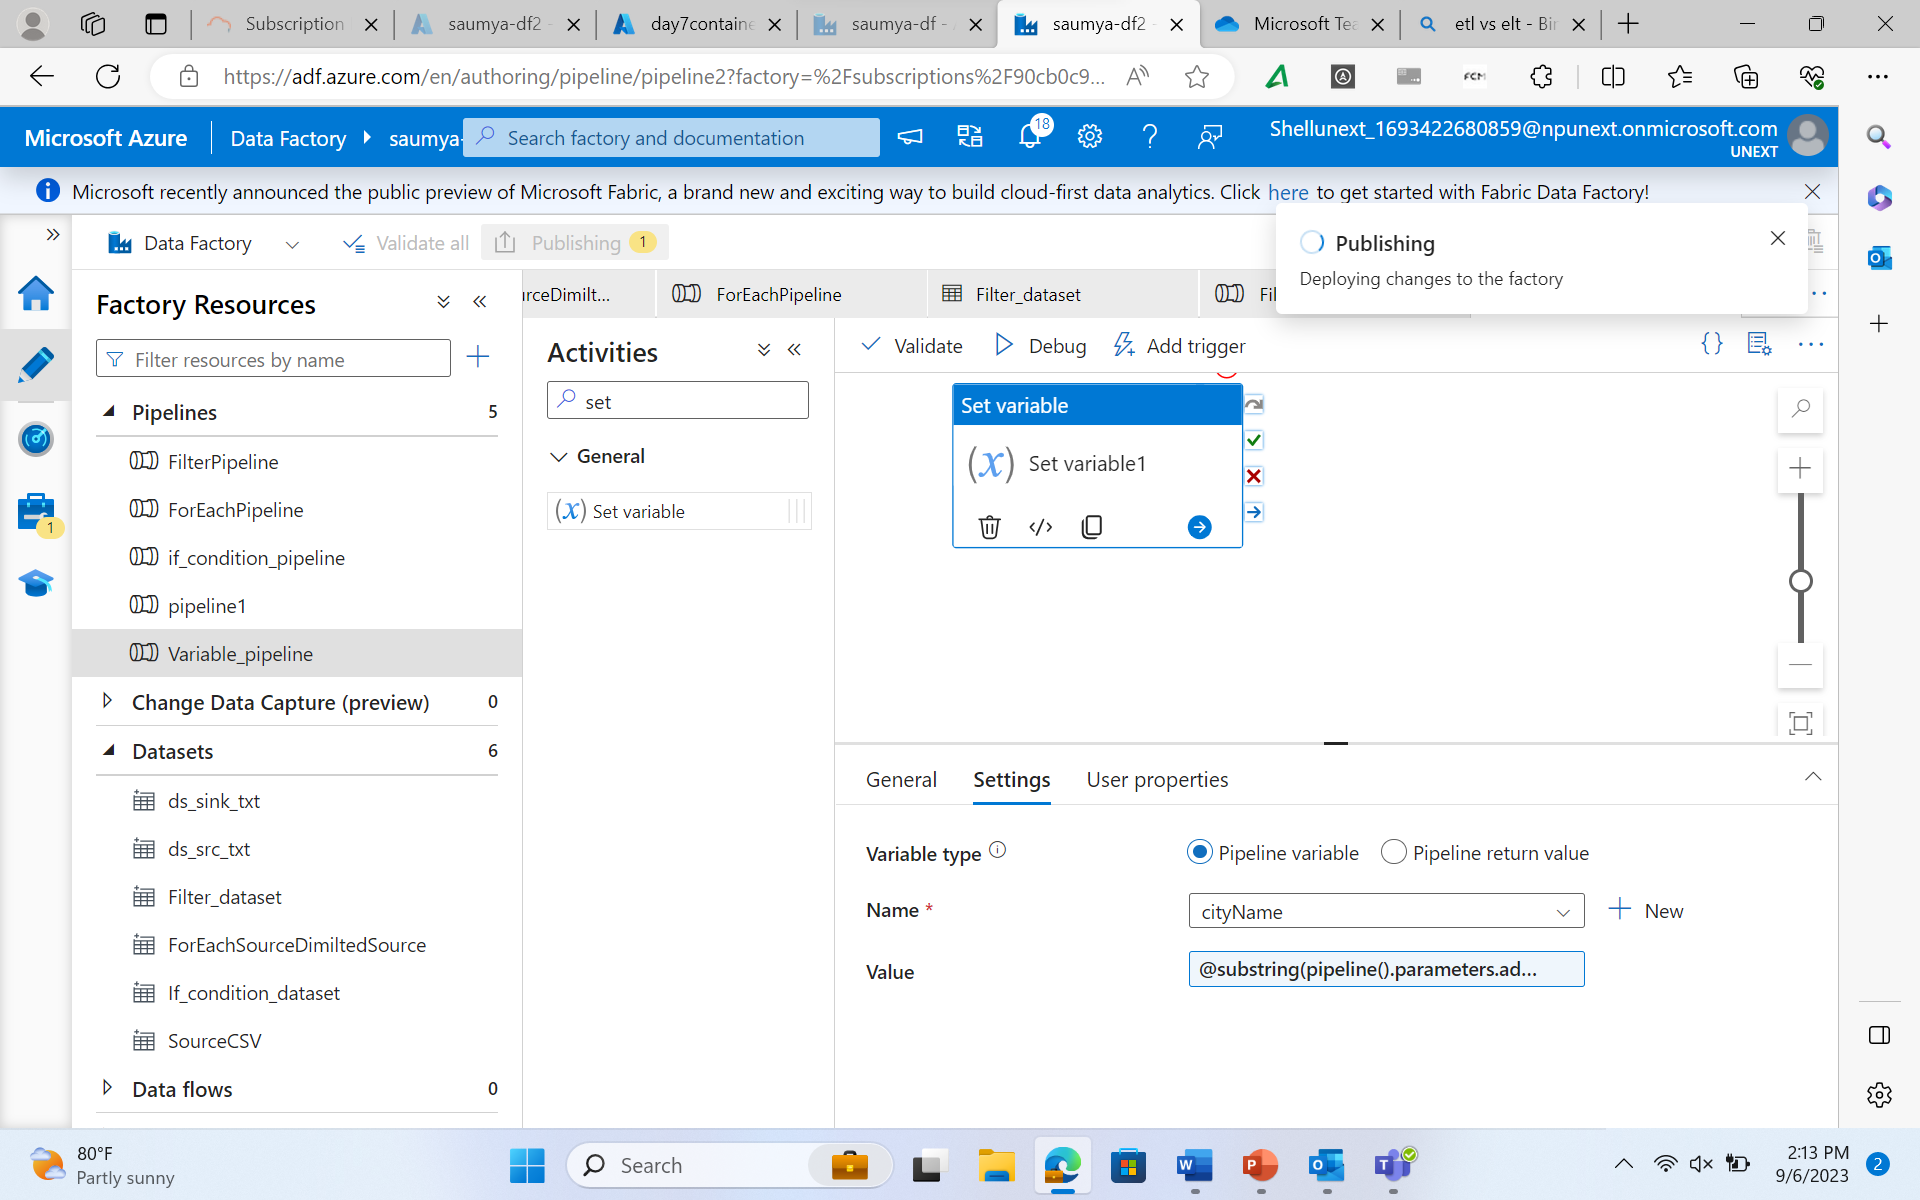 Subscription
saumya-df2 -
day7containe
saumya-df -
saumya-df2 -
Microsoft Tea
etl vs elt - Bin
https://adf.azure.com/en/authoring/pipeline/pipeline2?factory=%2Fsubscriptions%2F90cb0c9...
FCM
Microsoft Azure
Data Factory
saumya-
Search factory and documentation
18
Shellunext_1693422680859@npunext.onmicrosoft.com
UNEXT
Microsoft recently announced the public preview of Microsoft Fabric, a brand new and exciting way to build cloud-first data analytics. Click here to get started with Fabric Data Factory!
Data Factory
Validate all
Publishing 1
Publishing
Deploying changes to the factory
Factory Resources
Filter resources by name
Pipelines 5
FilterPipeline
ForEachPipeline
if_condition_pipeline
pipeline1
Variable_pipeline
Change Data Capture (preview) 0
Datasets 6
ds_sink_txt
ds_src_txt
Filter_dataset
ForEachSourceDimiltedSource
If_condition_dataset
SourceCSV
Data flows 0
1
urceDimilt...
ForEachPipeline
Filter_dataset
Fil
Activities
set
General
(x) Set variable
Validate
Debug
Add trigger
Set variable
(x) Set variable1
General
Settings
User properties
Variable type
Pipeline variable
Pipeline return value
Name *
cityName
New
Value
@substring(pipeline().parameters.ad...
80°F
Partly sunny
Search
2:13 PM
9/6/2023
2